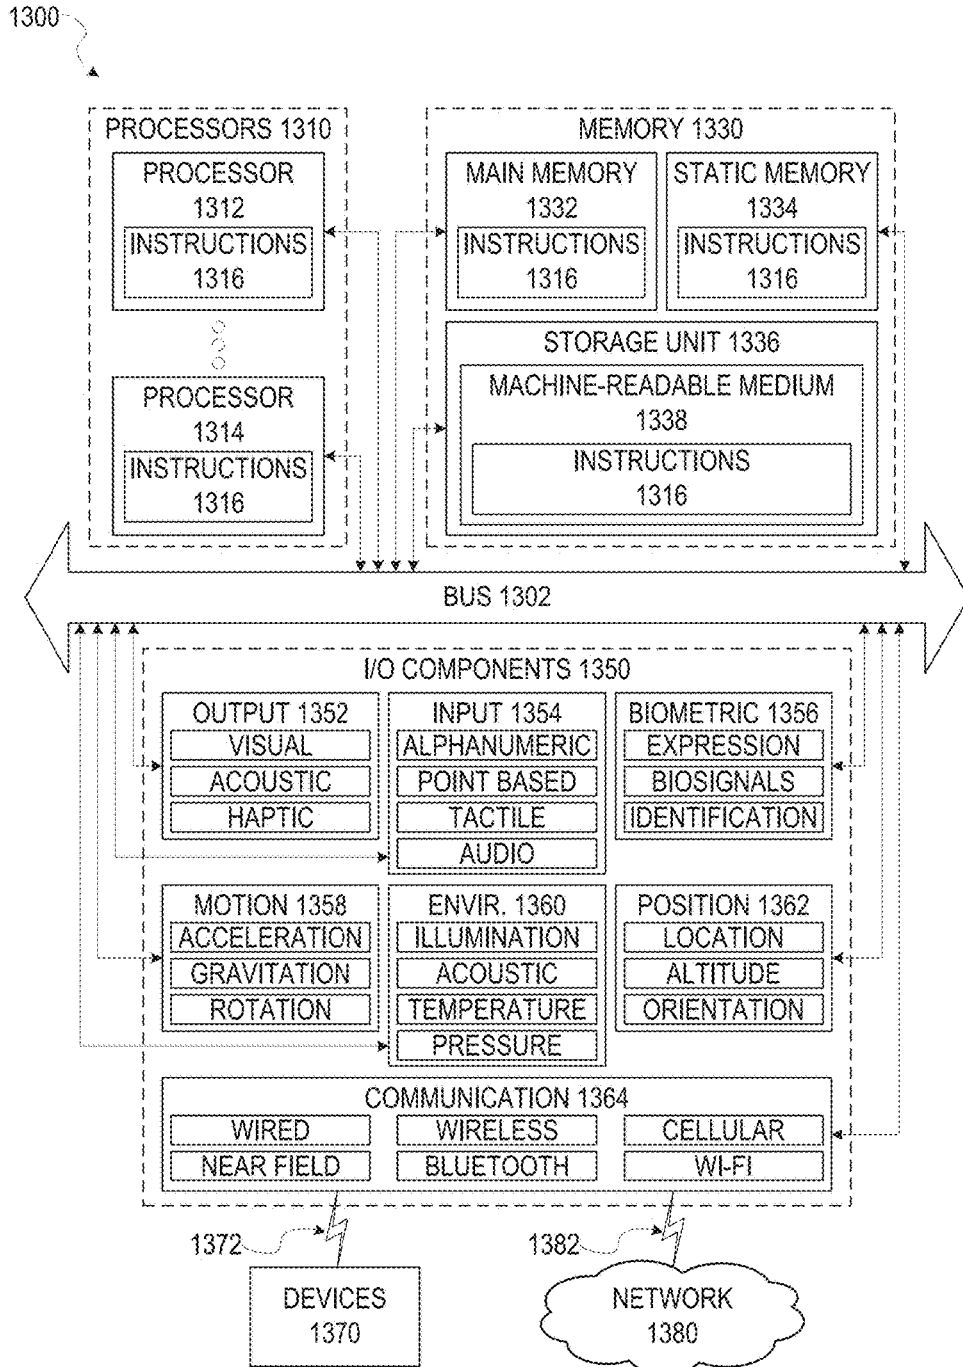 1300
PROCESSORS 1310
PROCESSOR
1312
INSTRUCTIONS
1316
PROCESSOR
1314
INSTRUCTIONS
1316
MEMORY 1330
MAIN MEMORY
1332
INSTRUCTIONS
1316
STATIC MEMORY
1334
INSTRUCTIONS
1316
STORAGE UNIT 1336
MACHINE-READABLE MEDIUM
1338
INSTRUCTIONS
1316
BUS 1302
I/O COMPONENTS 1350
OUTPUT 1352
VISUAL
ACOUSTIC
HAPTIC
INPUT 1354
ALPHANUMERIC
POINT BASED
TACTILE
AUDIO
BIOMETRIC 1356
EXPRESSION
BIOSIGNALS
IDENTIFICATION
MOTION 1358
ACCELERATION
GRAVITATION
ROTATION
ENVIR. 1360
ILLUMINATION
ACOUSTIC
TEMPERATURE
PRESSURE
POSITION 1362
LOCATION
ALTITUDE
ORIENTATION
COMMUNICATION 1364
WIRED
WIRELESS
CELLULAR
NEAR FIELD
BLUETOOTH
WI-FI
1372
1382
DEVICES
1370
NETWORK
1380